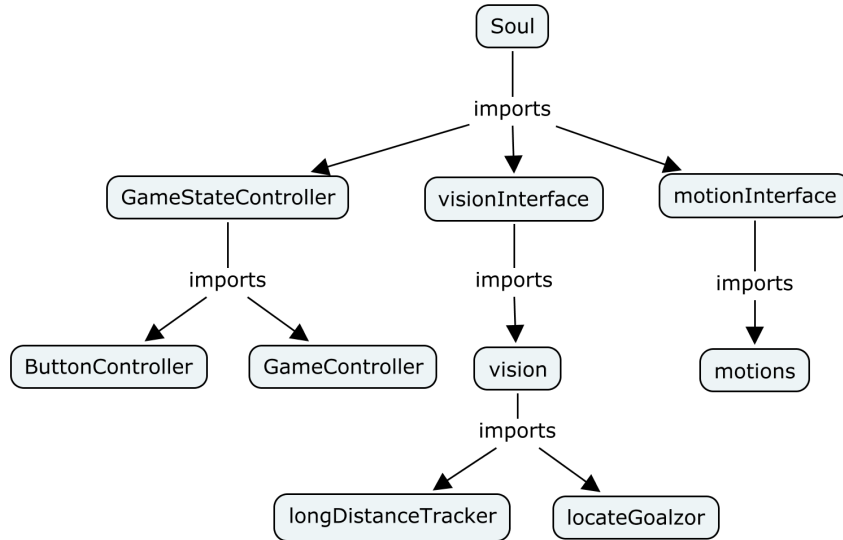 Soul
imports
GameStateController
visionInterface
motionInterface
imports
imports
imports
ButtonController
GameController
vision
motions
imports
longDistanceTracker
locateGoalzor